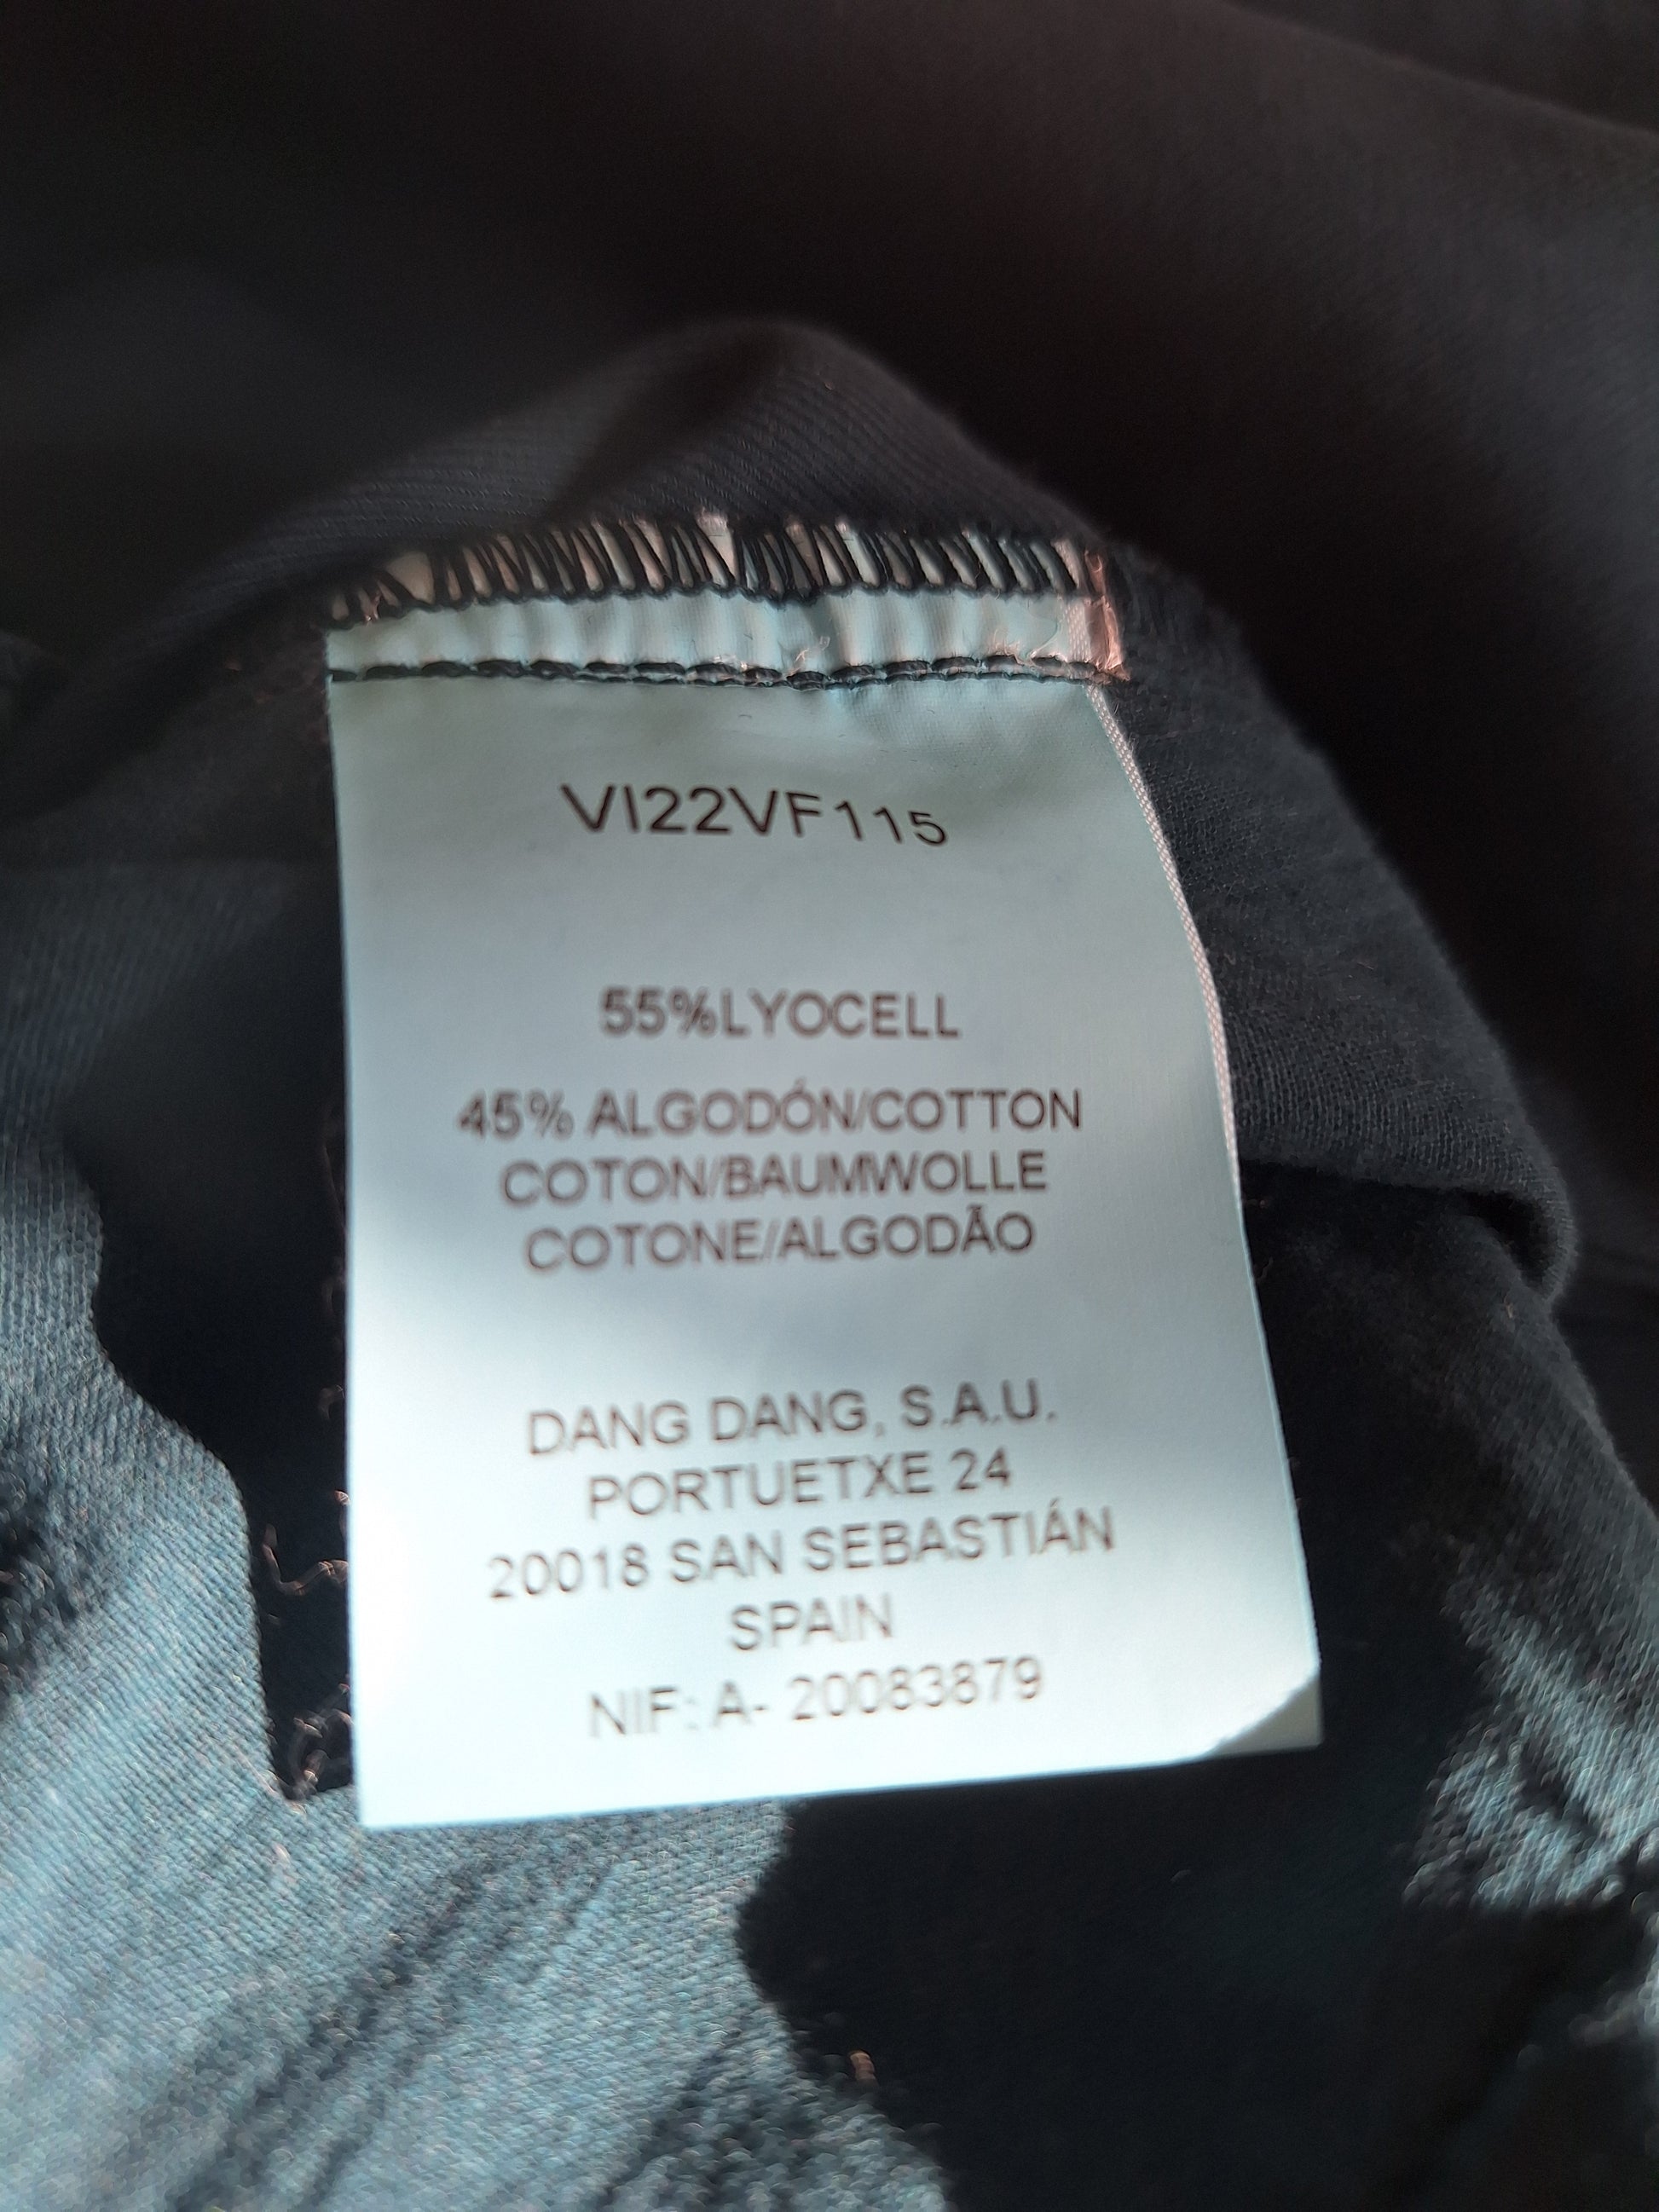 VI22VF115
55%LYOCELL
45% ALGODÓN/COTTON
COTON/BAUMWOLLE
COTONE/ALGODÃO
DANG DANG, S.A.U.
PORTUETXE 24
20018 SAN SEBASTIÁN
SPAIN
NIF: A- 20083879